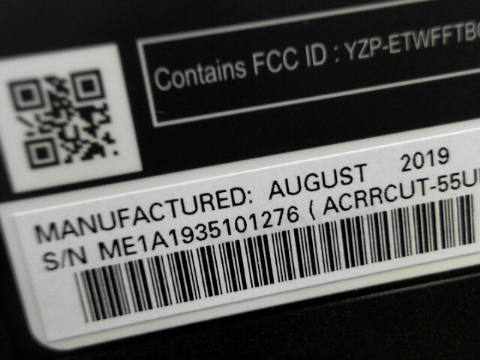 Contains FCC ID : YZP-ETWFFTB
MANUFACTURED: AUGUST 2019
S/N ME1A1935101276 ( ACRRCUT-55U